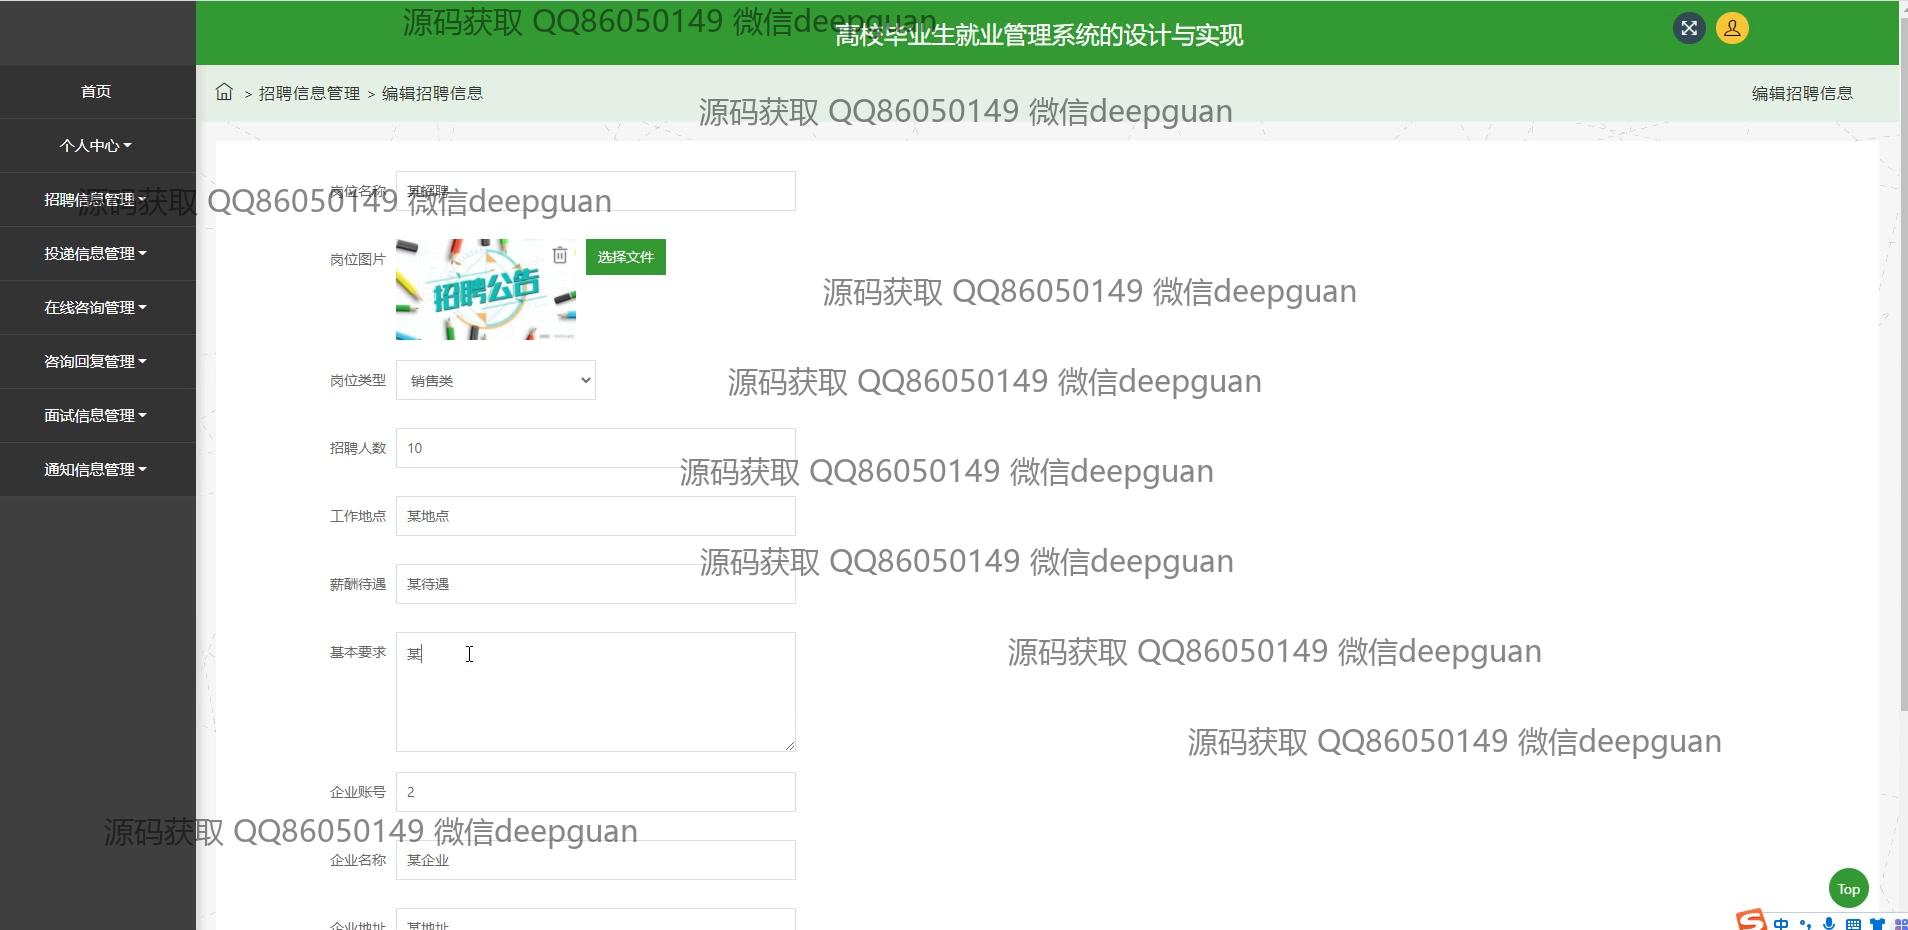 源码获取 QQ86050149 微信deepguan
高校毕业生就业管理系统的设计与实现
首页
个人中心
招聘信息管理
投递信息管理
在线咨询管理
咨询回复管理
面试信息管理
通知信息管理
> 招聘信息管理 > 编辑招聘信息
编辑招聘信息
源码获取 QQ86050149 微信deepguan
岗位名称 某招聘
源码获取 QQ86050149 微信deepguan
岗位图片
招聘公告
选择文件
源码获取 QQ86050149 微信deepguan
岗位类型 销售类
源码获取 QQ86050149 微信deepguan
招聘人数 10
源码获取 QQ86050149 微信deepguan
工作地点 某地点
源码获取 QQ86050149 微信deepguan
薪酬待遇 某待遇
基本要求 某
源码获取 QQ86050149 微信deepguan
源码获取 QQ86050149 微信deepguan
企业账号 2
源码获取 QQ86050149 微信deepguan
企业名称 某企业
企业地址 某地址
Top
中